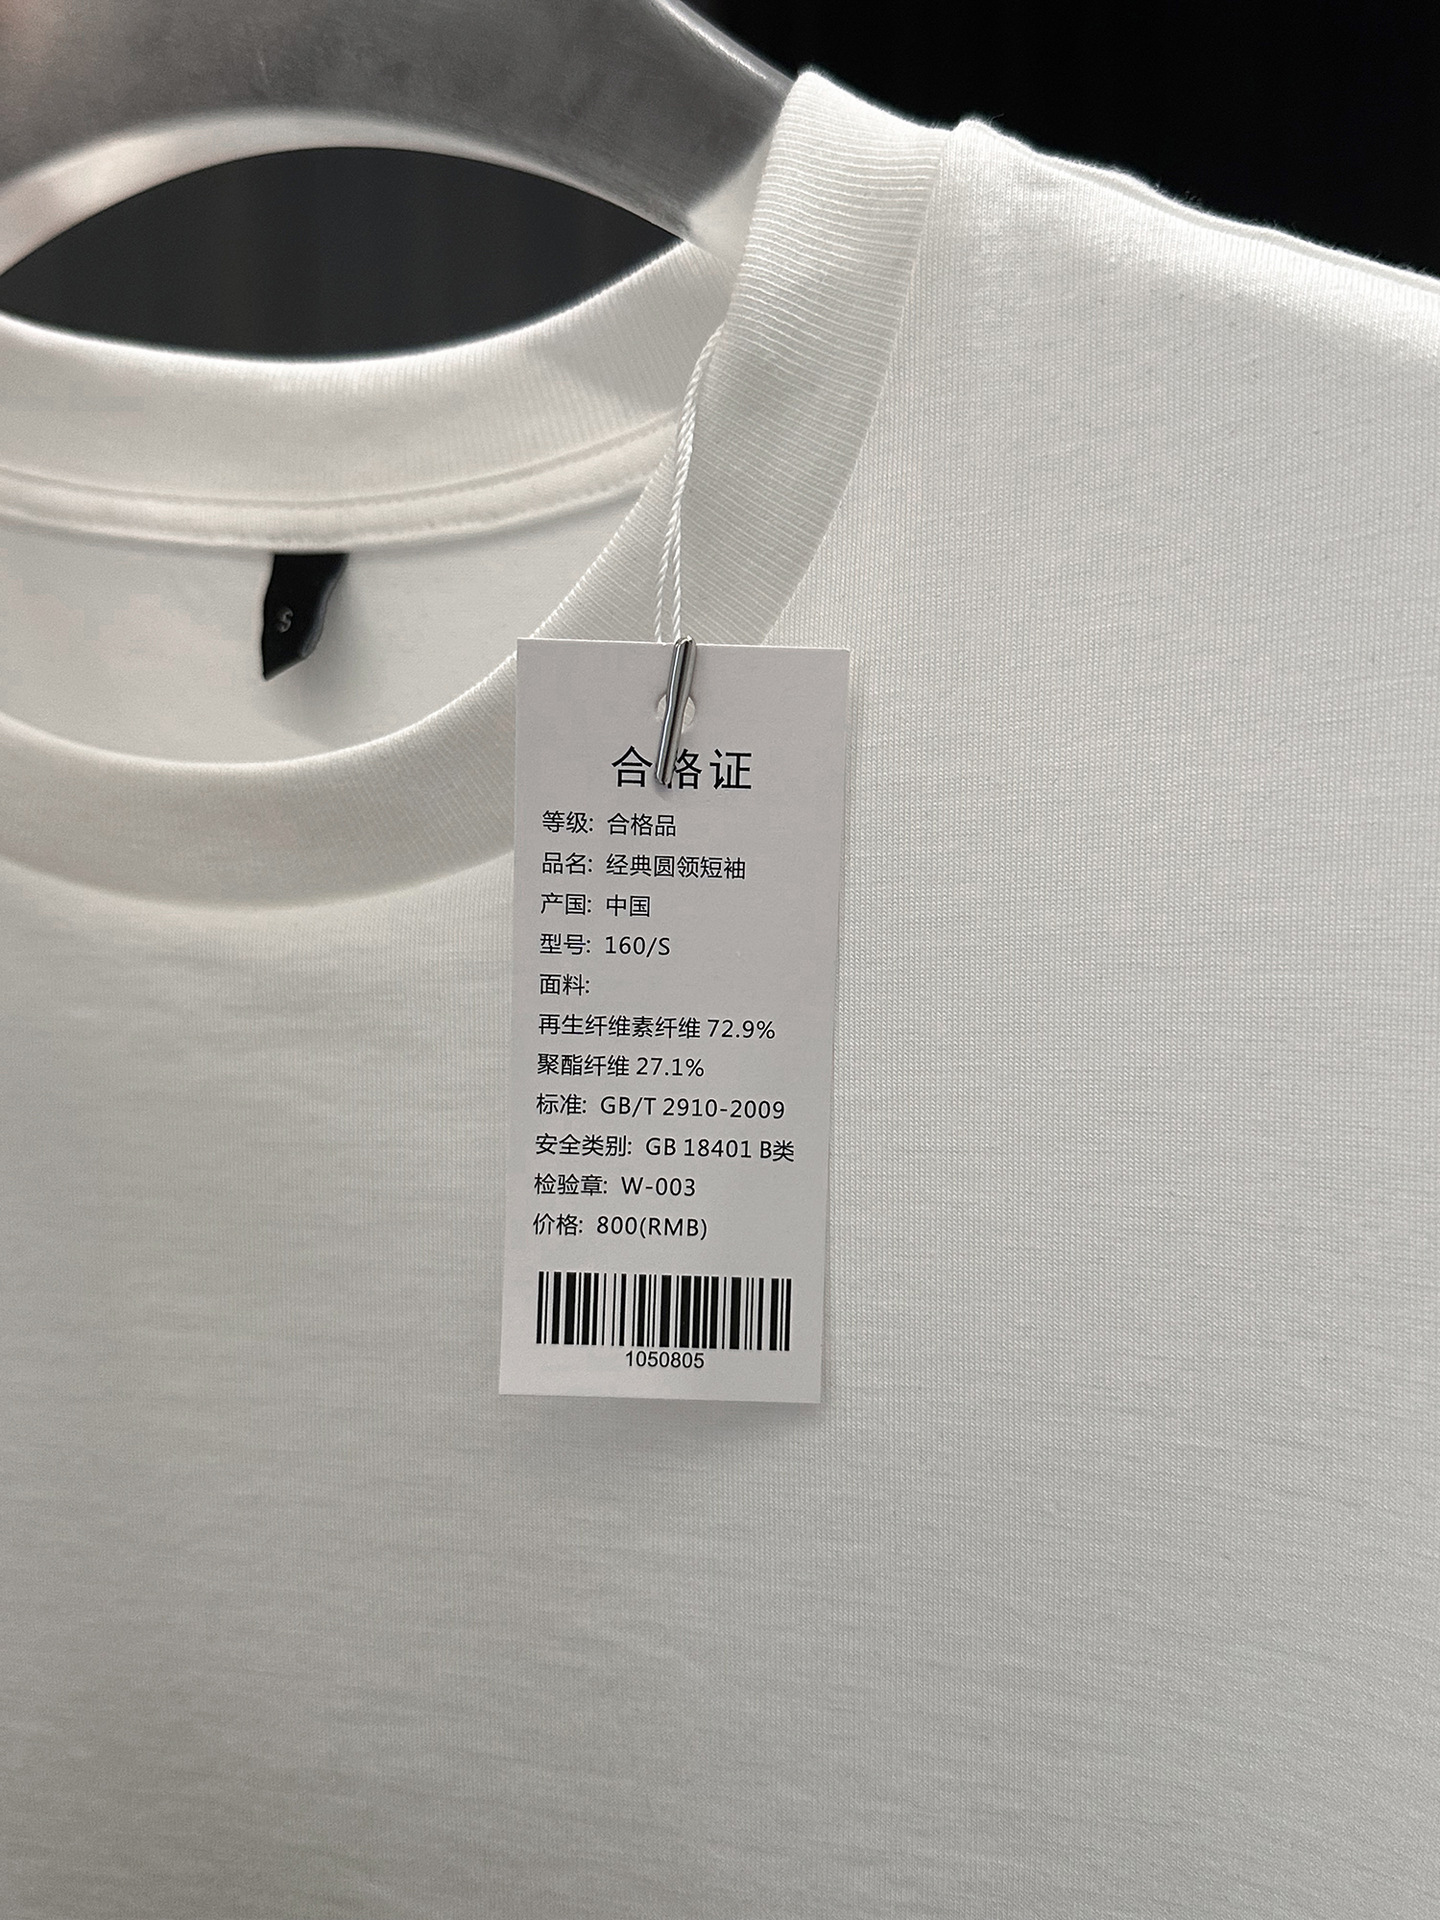 S
合格证
等级: 合格品
品名: 经典圆领短袖
产国: 中国
型号: 160/S
面料:
再生纤维素纤维 72.9%
聚酯纤维 27.1%
标准: GB/T 2910-2009
安全类别: GB 18401 B类
检验章: W-003
价格: 800(RMB)
1050805